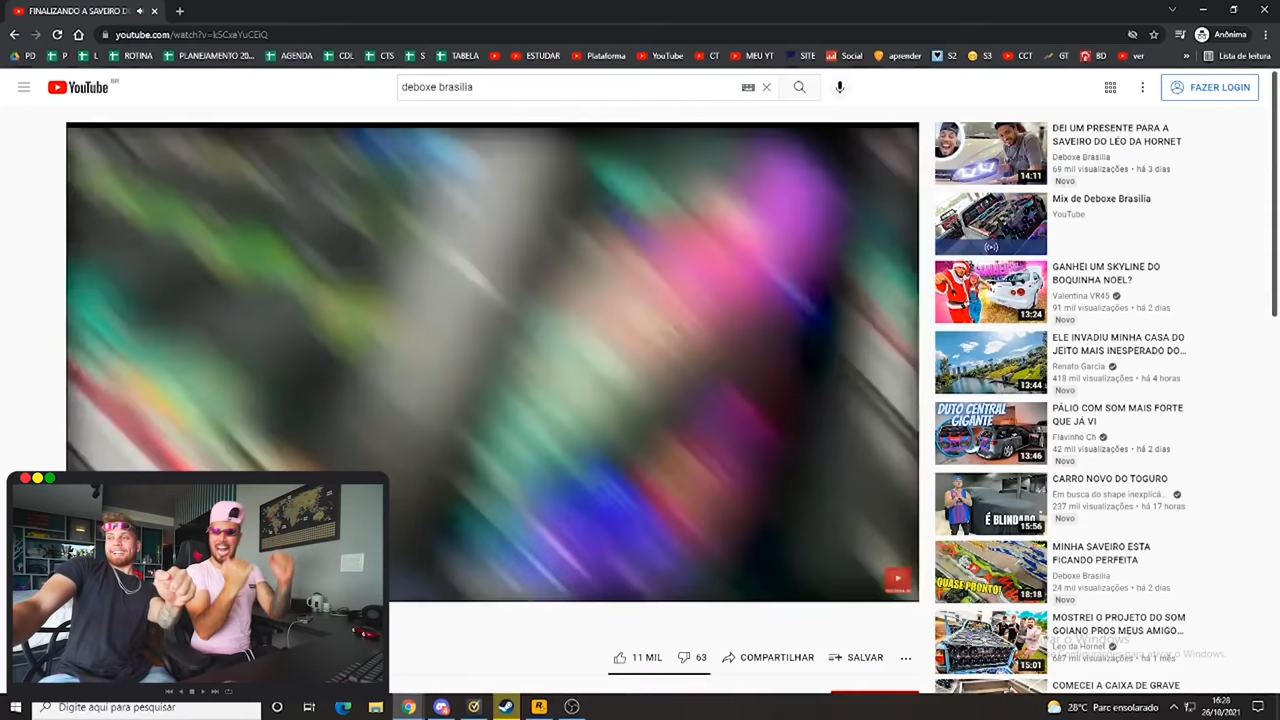 FINALIZANDO A SAVEIRO D
youtube.com/watch?v=k5CxeYuCEiQ
Anônima
PD
P
L
ROTINA
PLANEJAMENTO 20...
AGENDA
CDL
CTS
S
TABELA
ESTUDAR
Plataforma
YouTube
CT
MEU YT
SITE
Social
aprender
S2
S3
CCT
GT
BD
ver
»
Lista de leitura
YouTube BR
deboxe brasilia
FAZER LOGIN
DEI UM PRESENTE PARA A
SAVEIRO DO LÉO DA HORNET
Deboxe Brasilia
69 mil visualizações • há 3 dias
14:11
Novo
Mix de Deboxe Brasilia
YouTube
GANHEI UM SKYLINE DO
BOQUINHA NOEL?
Valentina VR45
91 mil visualizações • há 2 dias
13:24
Novo
ELE INVADIU MINHA CASA DO
JEITO MAIS INESPERADO DO...
Renato Garcia
418 mil visualizações • há 4 horas
13:44
Novo
DUTO CENTRAL
GIGANTE
PÁLIO COM SOM MAIS FORTE
QUE JÁ VI
Flavinho Ch
42 mil visualizações • há 2 dias
13:46
Novo
CARRO NOVO DO TOGURO
Em busca do shape inexplicá...
237 mil visualizações • há 17 horas
É BLINDADO
15:56
Novo
MINHA SAVEIRO ESTA
FICANDO PERFEITA
Deboxe Brasilia
24 mil visualizações • há 2 dias
QUASE PRONTO!
18:18
Novo
MOSTREI O PROJETO DO SOM
GOIANO PROS MEUS AMIGO...
Leo da Hornet
687 mil visualizações • há 1 mês
15:01
COMECEI A CAIXA DE GRAVE
11 MIL
COMPARTILHAR
SALVAR
Digite aqui para pesquisar
28°C Parc ensolarado
16:28
26/10/2021